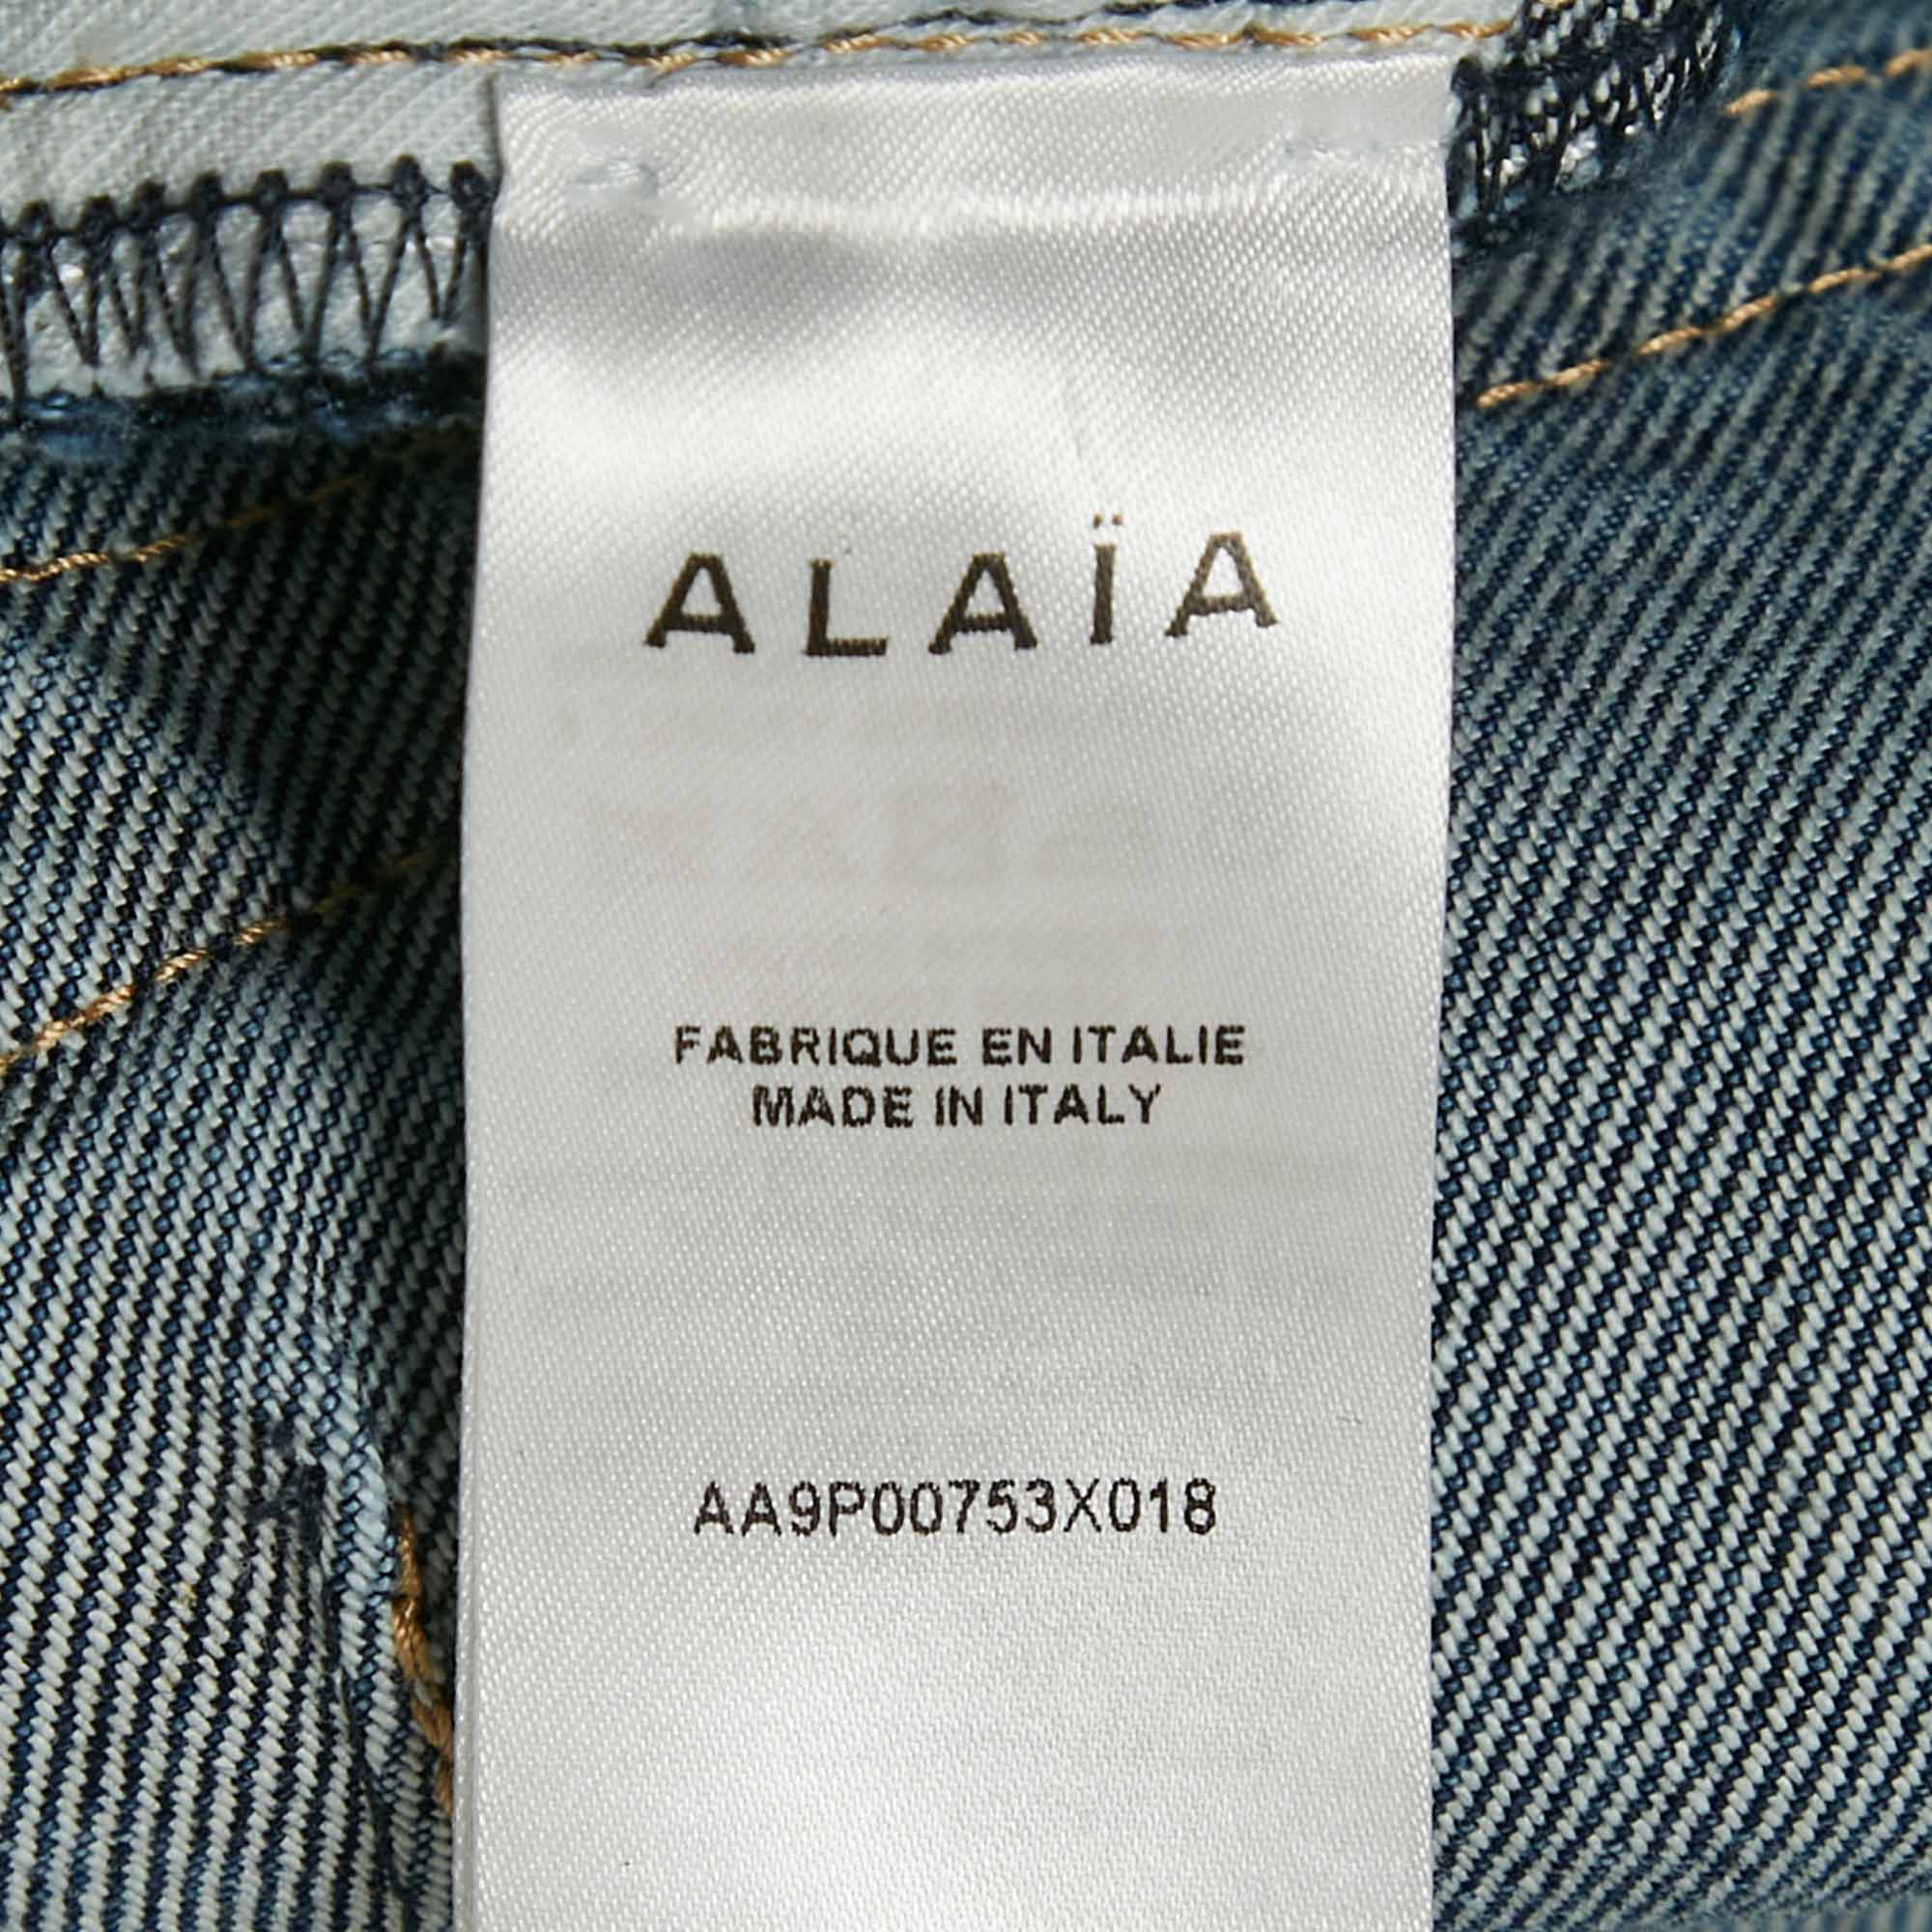 ALAÏA
FABRIQUE EN ITALIE
MADE IN ITALY
AA9P00753X018